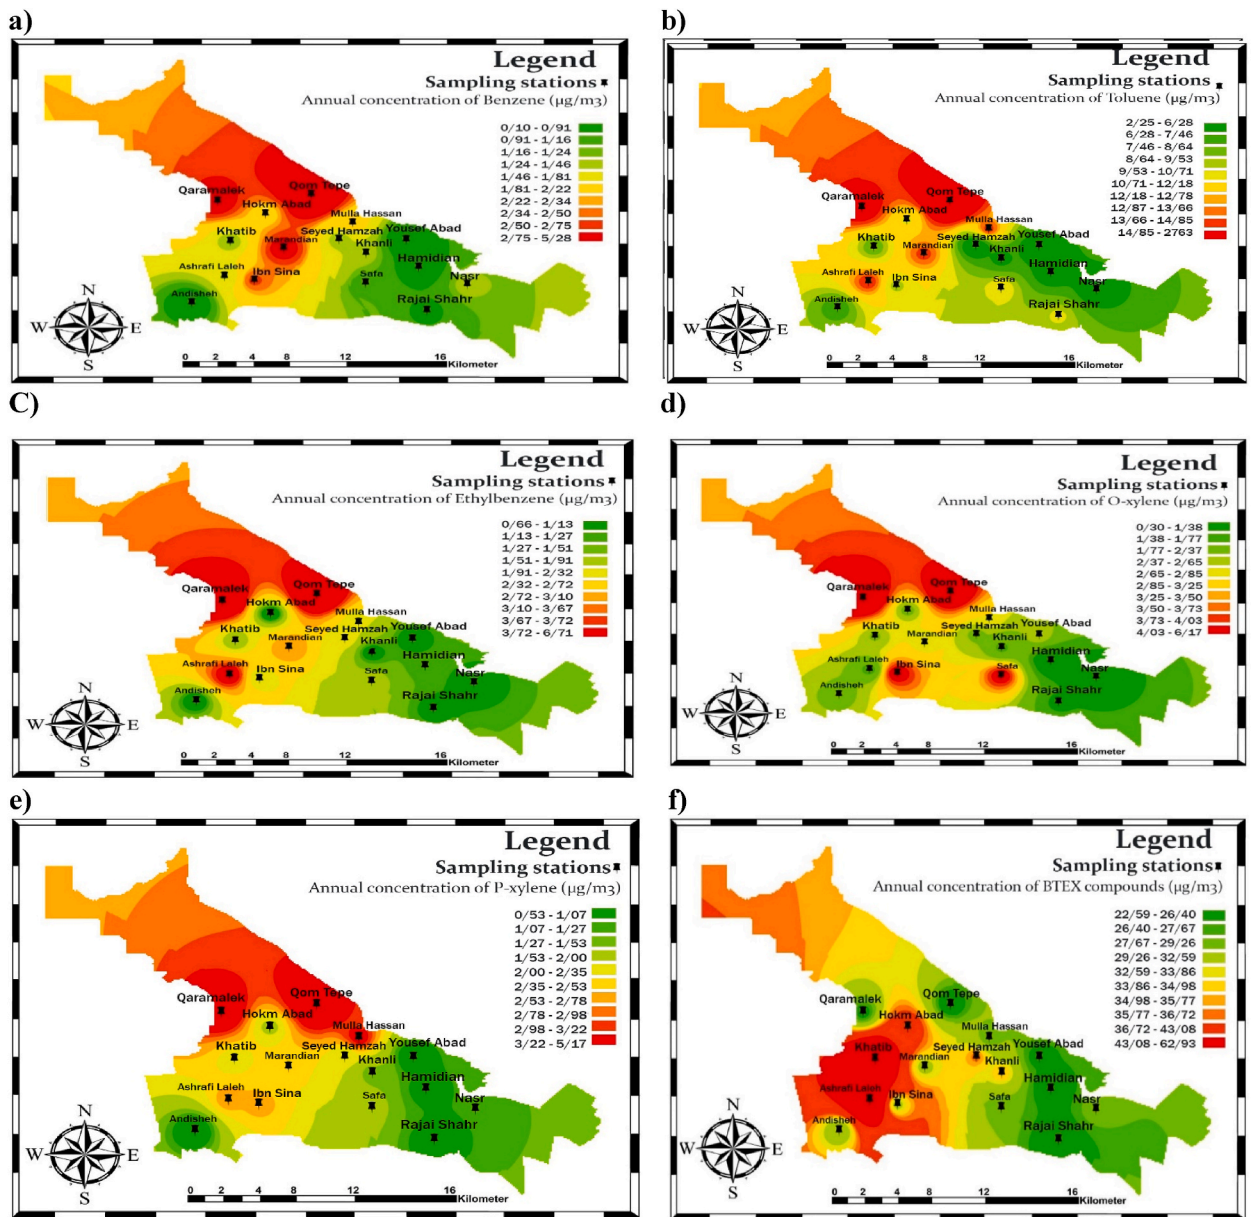 a)
Legend
Sampling stations
Annual concentration of Benzene (µg/m3)
0/10 - 0/91
0/91 - 1/16
1/16 - 1/24
1/24 - 1/46
1/46 - 1/81
1/81 - 2/22
2/22 - 2/34
2/34 - 2/50
2/50 - 2/75
2/75 - 5/28
Qaramalek
Qom Tepe
Hokm Abad
Mulla Hassan
Khatib
Marandian
Seyed Hamzah
Yousef Abad
Khanli
Ashrafi Laleh
Ibn Sina
Safa
Hamidian
Nasr
Andisheh
Rajai Shahr
N
W
E
S
0 2 4 8 12 16
Kilometer
b)
Legend
Sampling stations
Annual concentration of Toluene (µg/m3)
2/25 - 6/28
6/28 - 7/46
7/46 - 8/64
8/64 - 9/53
9/53 - 10/71
10/71 - 12/18
12/18 - 12/78
12/87 - 13/66
13/66 - 14/85
14/85 - 2763
Qaramalek
Qom Tepe
Hokm Abad
Mulla Hassan
Khatib
Marandian
Seyed Hamzah
Yousef Abad
Khanli
Ashrafi Laleh
Ibn Sina
Safa
Hamidian
Nasr
Andisheh
Rajai Shahr
N
W
E
S
0 2 4 8 12 16
Kilometer
C)
Legend
Sampling stations
Annual concentration of Ethylbenzene (µg/m3)
0/66 - 1/13
1/13 - 1/27
1/27 - 1/51
1/51 - 1/91
1/91 - 2/32
2/32 - 2/72
2/72 - 3/10
3/10 - 3/67
3/67 - 3/72
3/72 - 6/71
Qaramalek
Qom Tepe
Hokm Abad
Mulla Hassan
Khatib
Marandian
Seyed Hamzah
Yousef Abad
Khanli
Ashrafi Laleh
Ibn Sina
Safa
Hamidian
Nasr
Andisheh
Rajai Shahr
N
W
E
S
0 2 4 8 12 16
Kilometer
d)
Legend
Sampling stations
Annual concentration of O-xylene (µg/m3)
0/30 - 1/38
1/38 - 1/77
1/77 - 2/37
2/37 - 2/65
2/65 - 2/85
2/85 - 3/25
3/25 - 3/50
3/50 - 3/73
3/73 - 4/03
4/03 - 6/17
Qaramalek
Qom Tepe
Hokm Abad
Mulla Hassan
Khatib
Marandian
Seyed Hamzah
Yousef Abad
Khanli
Ashrafi Laleh
Ibn Sina
Safa
Hamidian
Nasr
Andisheh
Rajai Shahr
N
W
E
S
0 2 4 8 12 16
Kilometer
e)
Legend
Sampling stations
Annual concentration of P-xylene (µg/m3)
0/53 - 1/07
1/07 - 1/27
1/27 - 1/53
1/53 - 2/00
2/00 - 2/35
2/35 - 2/53
2/53 - 2/78
2/78 - 2/98
2/98 - 3/22
3/22 - 5/17
Qaramalek
Qom Tepe
Hokm Abad
Mulla Hassan
Khatib
Marandian
Seyed Hamzah
Yousef Abad
Khanli
Ashrafi Laleh
Ibn Sina
Safa
Hamidian
Nasr
Andisheh
Rajai Shahr
N
W
E
S
0 2 4 8 12 16
Kilometer
f)
Legend
Sampling stations
Annual concentration of BTEX compounds (µg/m3)
22/59 - 26/40
26/40 - 27/67
27/67 - 29/26
29/26 - 32/59
32/59 - 33/86
33/86 - 34/98
34/98 - 35/77
35/77 - 36/72
36/72 - 43/08
43/08 - 62/93
Qaramalek
Qom Tepe
Hokm Abad
Mulla Hassan
Khatib
Marandian
Seyed Hamzah
Yousef Abad
Khanli
Ashrafi Laleh
Ibn Sina
Safa
Hamidian
Nasr
Andisheh
Rajai Shahr
N
W
E
S
0 2 4 8 12 16
Kilometer